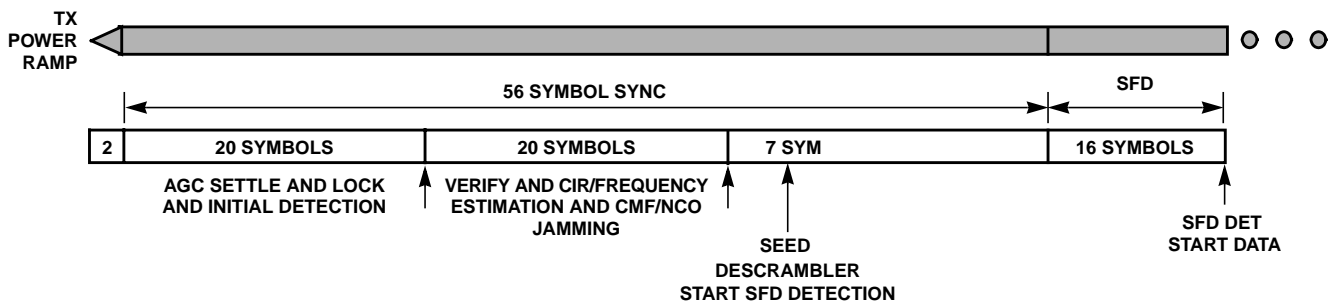 TX
POWER
RAMP
56 SYMBOL SYNC
SFD
2
20 SYMBOLS
20 SYMBOLS
7 SYM
16 SYMBOLS
AGC SETTLE AND LOCK
AND INITIAL DETECTION
VERIFY AND CIR/FREQUENCY
ESTIMATION AND CMF/NCO
JAMMING
SEED
DESCRAMBLER
START SFD DETECTION
SFD DET
START DATA